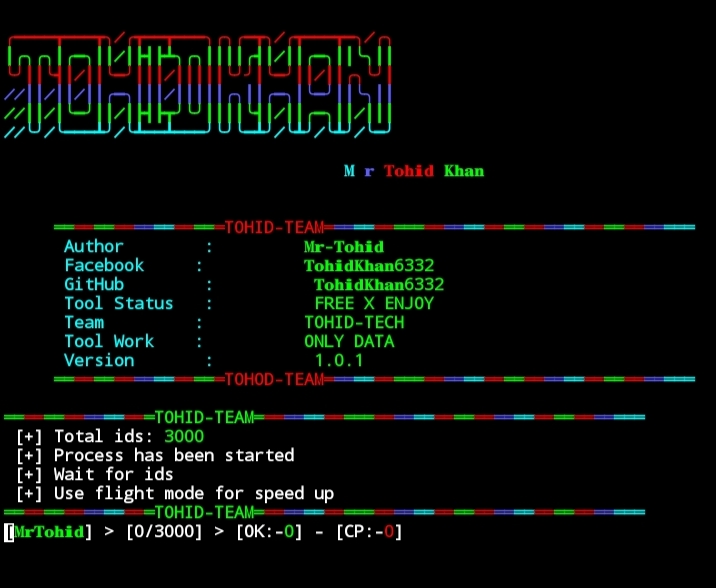 TOHIDKHAN
Mr Tohid Khan
TOHID-TEAM
Author : Mr-Tohid
Facebook : TohidKhan6332
GitHub : TohidKhan6332
Tool Status : FREE X ENJOY
Team : TOHID-TECH
Tool Work : ONLY DATA
Version : 1.0.1
TOHOD-TEAM
TOHID-TEAM
[+] Total ids: 3000
[+] Process has been started
[+] Wait for ids
[+] Use flight mode for speed up
TOHID-TEAM
[MrTohid] > [0/3000] > [OK:-0] - [CP:-0]